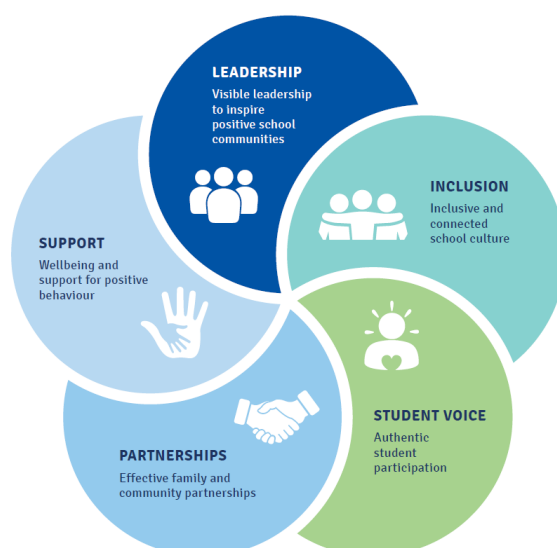 LEADERSHIP
Visible leadership
to inspire
positive school
communities
INCLUSION
Inclusive and
connected
school culture
STUDENT VOICE
Authentic
student
participation
PARTNERSHIPS
Effective family and
community partnerships
SUPPORT
Wellbeing and
support for positive
behaviour